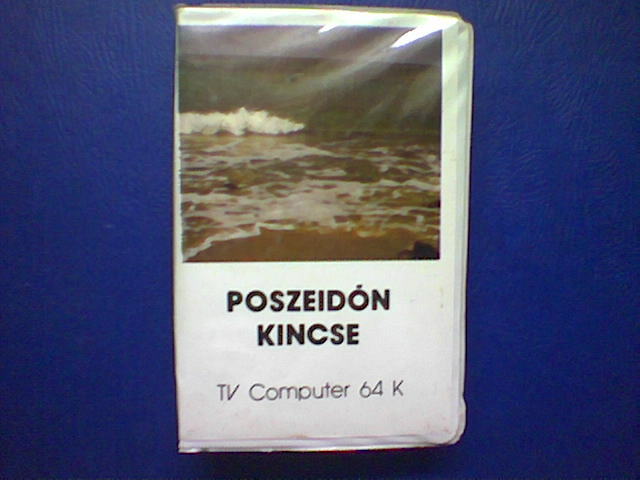 POSZEIDÓN
KINCSE
TV Computer 64 K